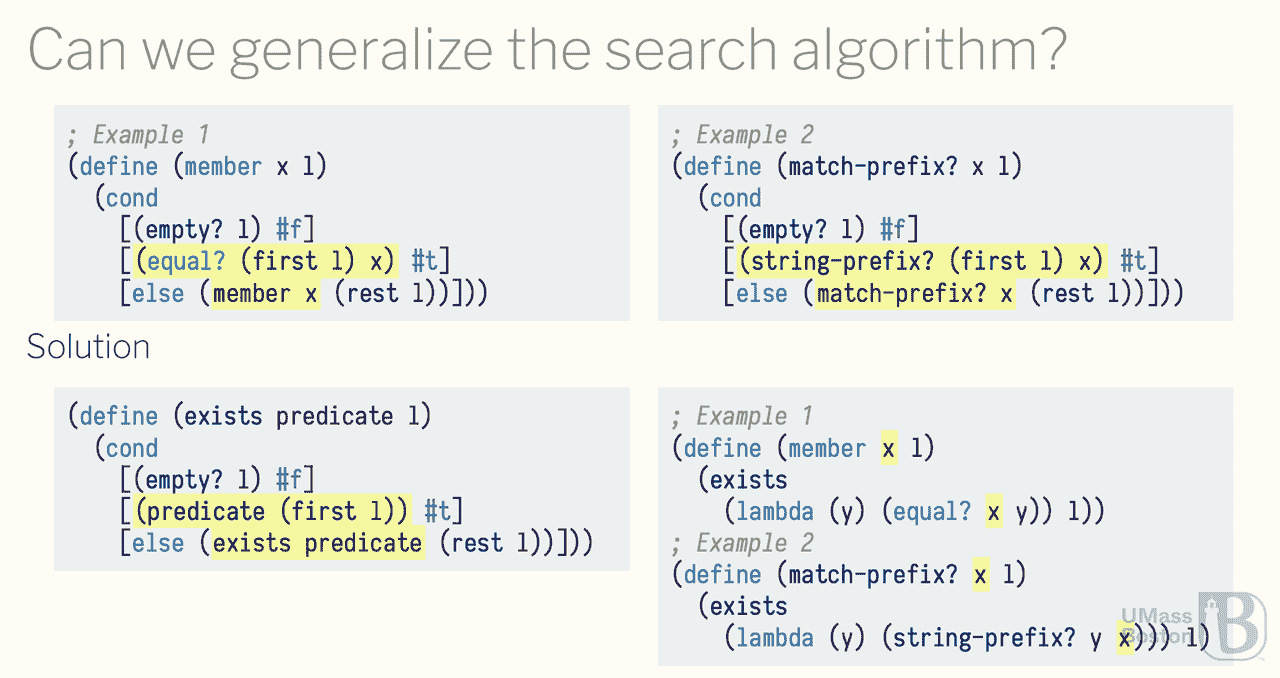 Can we generalize the search algorithm?
; Example 1
(define (member x l)
  (cond
    [(empty? l) #f]
    [(equal? (first l) x) #t]
    [else (member x (rest l))]))
; Example 2
(define (match-prefix? x l)
  (cond
    [(empty? l) #f]
    [(string-prefix? (first l) x) #t]
    [else (match-prefix? x (rest l))]))
Solution
(define (exists predicate l)
  (cond
    [(empty? l) #f]
    [(predicate (first l)) #t]
    [else (exists predicate (rest l))]))
; Example 1
(define (member x l)
  (exists
    (lambda (y) (equal? x y)) l))
; Example 2
(define (match-prefix? x l)
  (exists
    (lambda (y) (string-prefix? y x))) l)
UMass
Boston
B